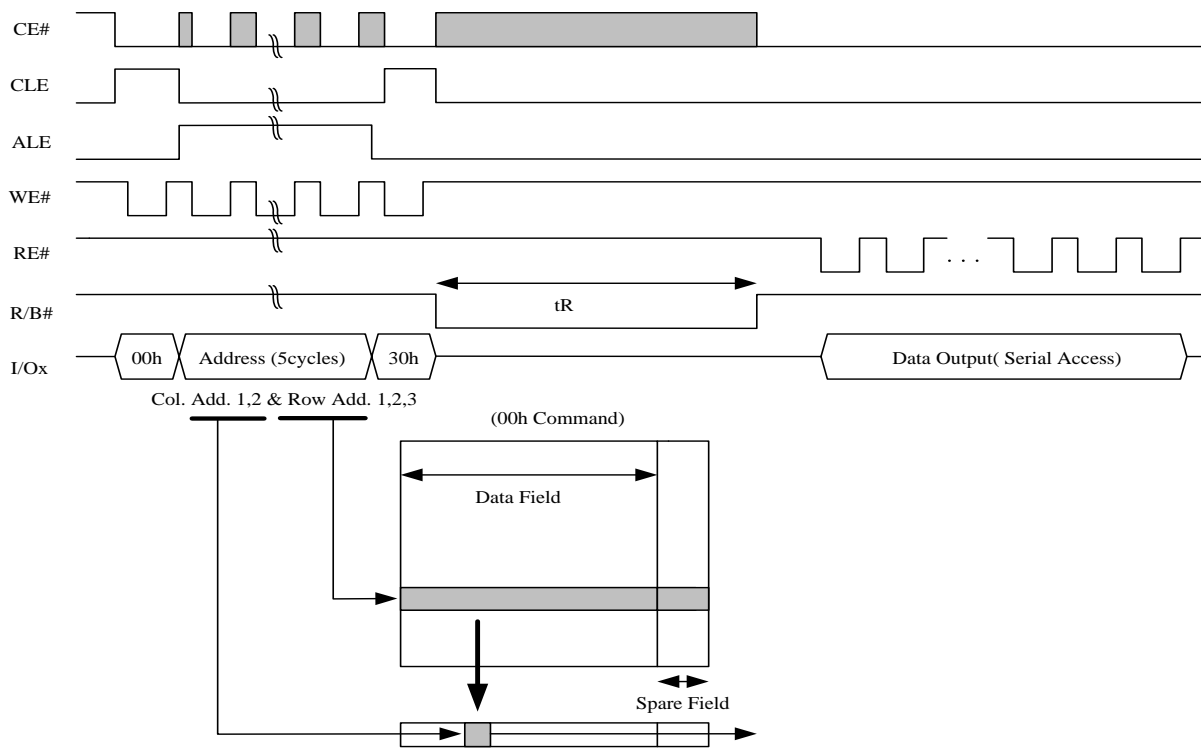 CE#
CLE
ALE
WE#
RE#
. . .
R/B#
tR
I/Ox
00h
Address (5cycles)
30h
Data Output( Serial Access)
Col. Add. 1,2 & Row Add. 1,2,3
(00h Command)
Data Field
Spare Field